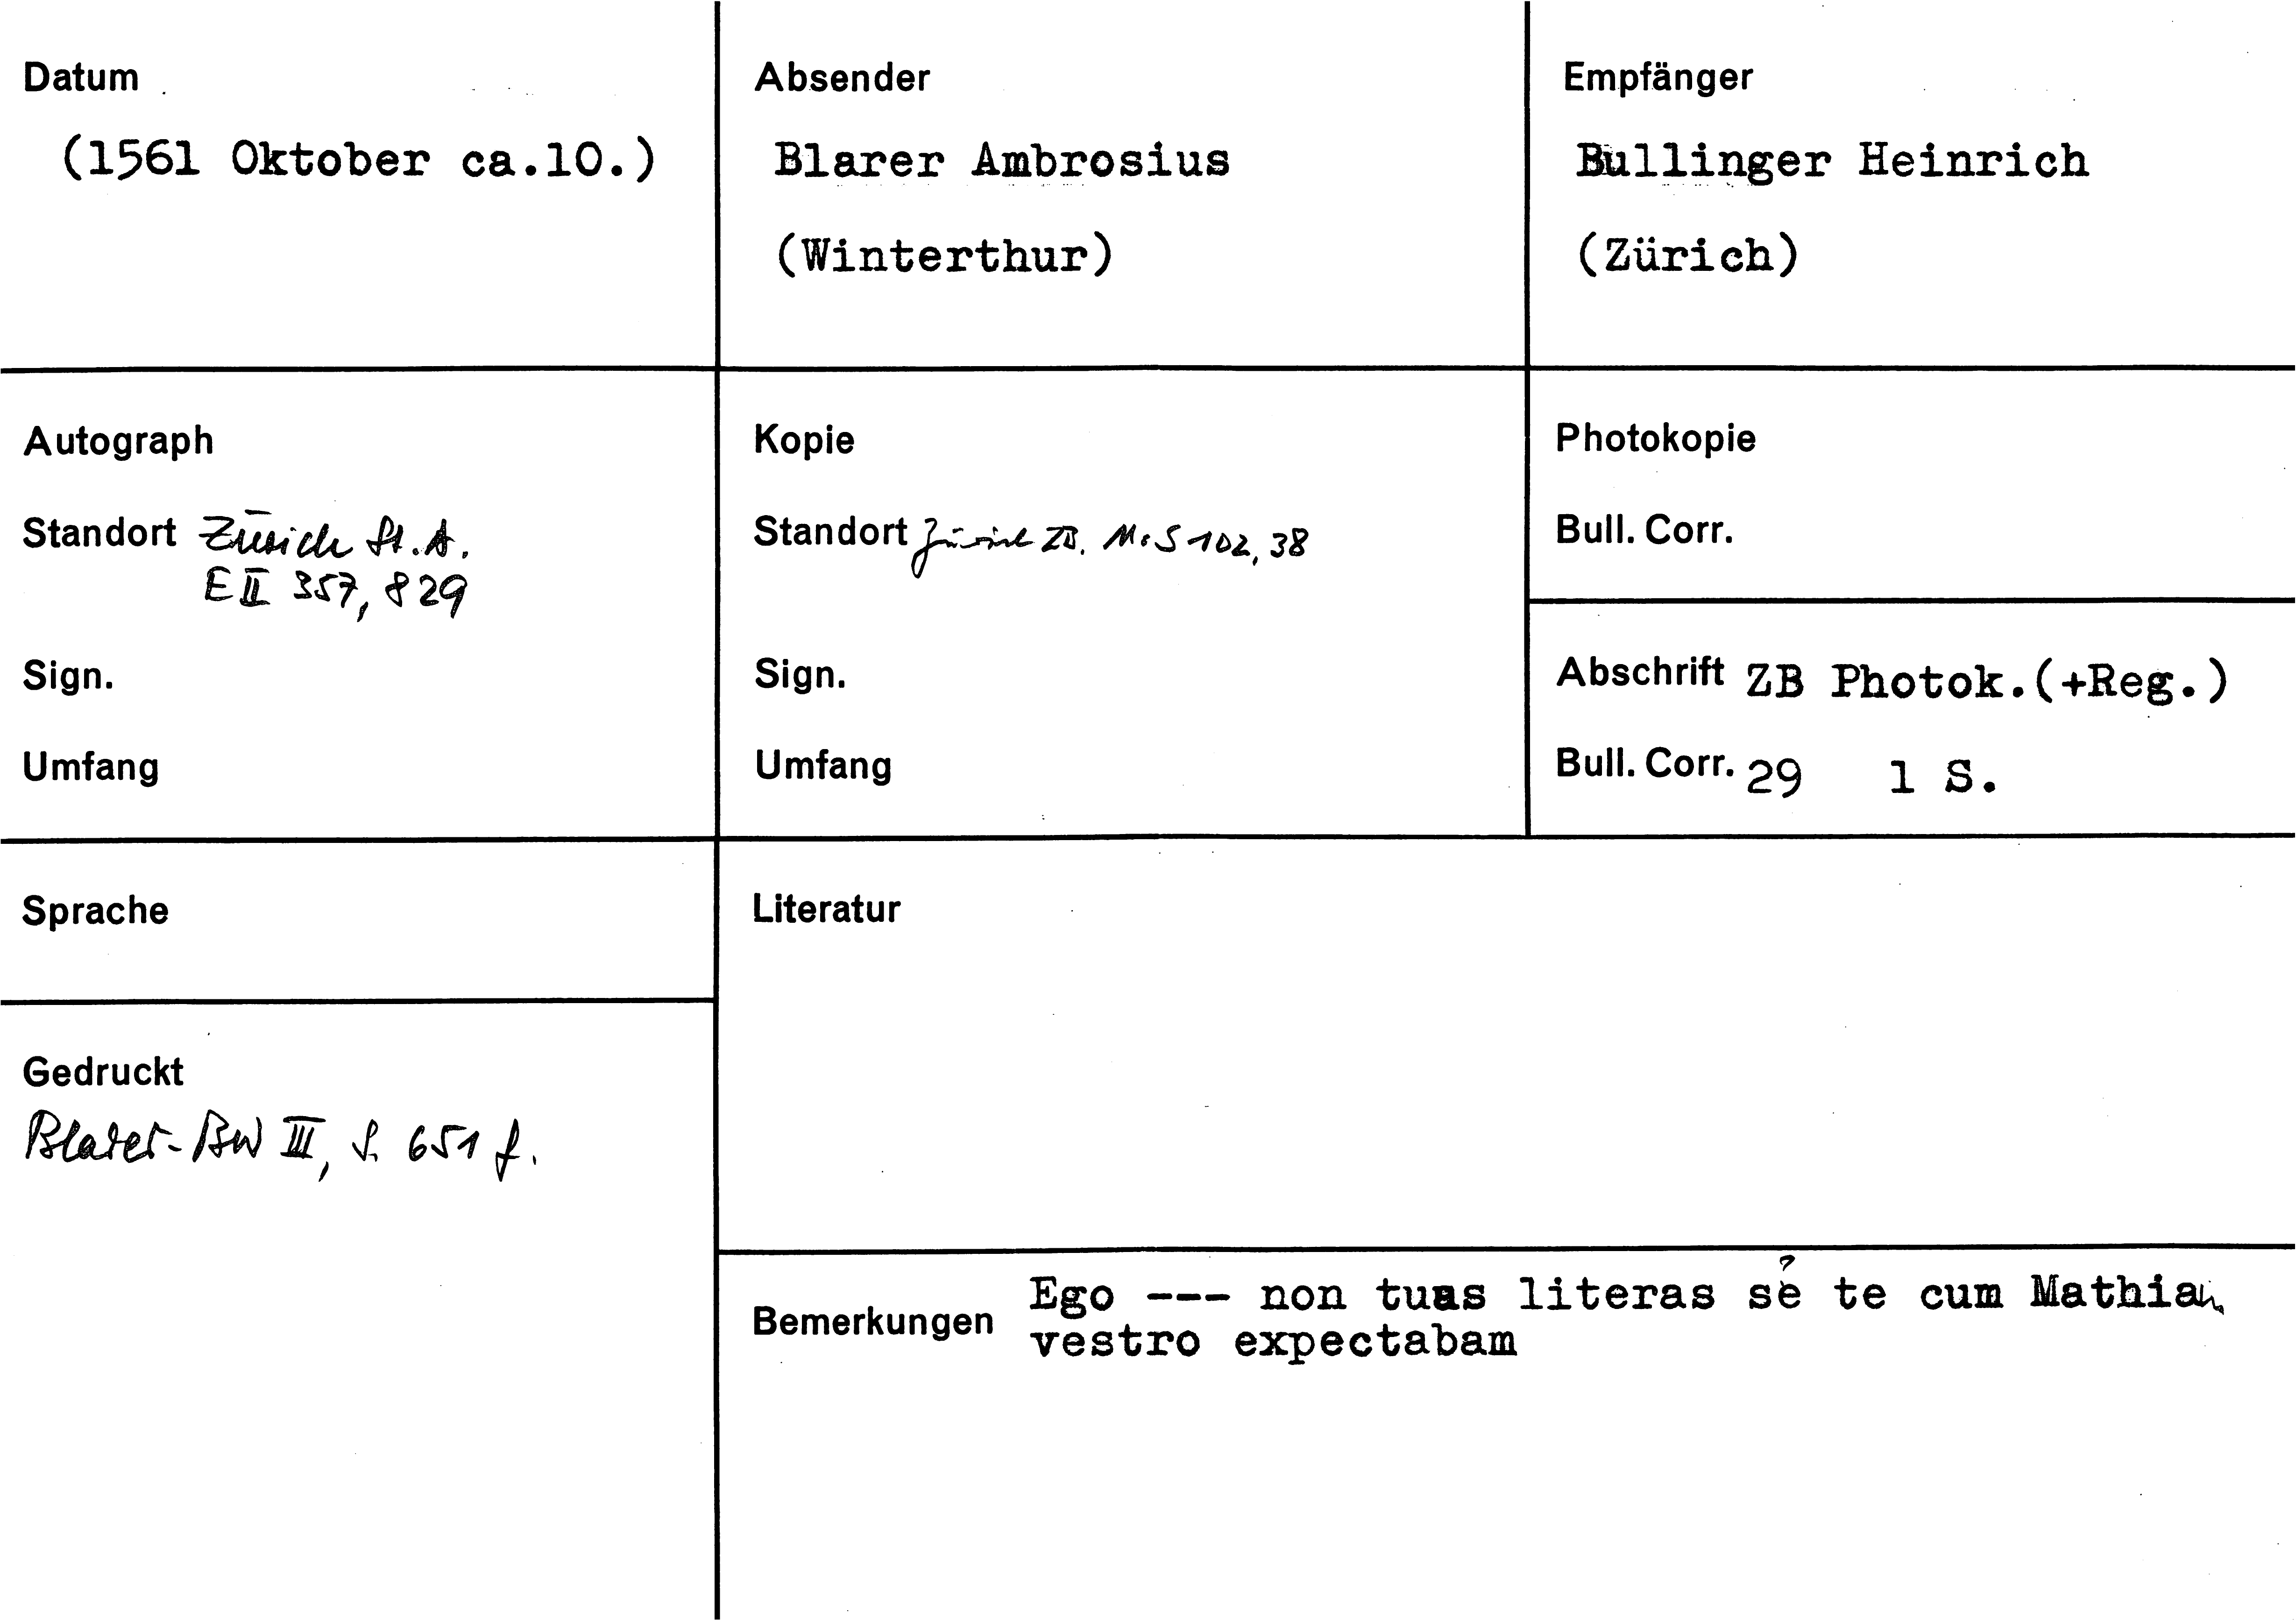 Datum
(1561 Oktober ca.10.)
Absender
Blarer Ambrosius
(Winterthur)
Empfänger
Bullinger Heinrich
(Zürich)
Autograph
Standort Zürich St.A.
E II 357, 829
Sign.
Umfang
Kopie
Standort Zürich ZB. Ms S 102, 38
Sign.
Umfang
Photokopie
Bull. Corr.
Abschrift ZB Photok.(+Reg.)
Bull. Corr. 29 1 S.
Sprache
Literatur
Gedruckt
Blarer-BW III, S. 651 f.
Bemerkungen
Ego --- non tuas literas se te cum
vestro expectabam